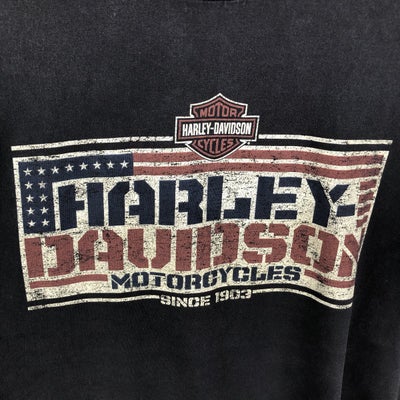 MOTOR
HARLEY-DAVIDSON
CYCLES
HARLEY-
DAVIDSON
MOTORCYCLES
SINCE 1903